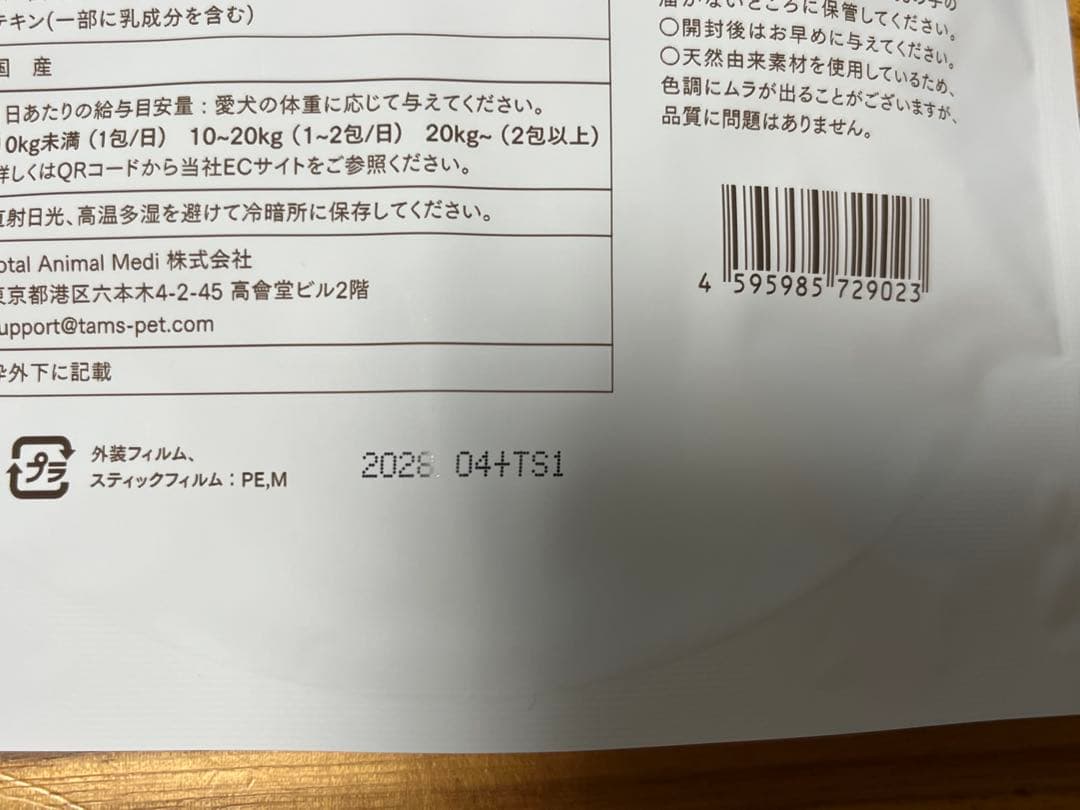 テキン(一部に乳成分を含む)
国 産
日あたりの給与目安量：愛犬の体重に応じて与えてください。
0kg未満（1包/日） 10~20kg（1~2包/日） 20kg~（2包以上）
詳しくはQRコードから当社ECサイトをご参照ください。
直射日光、高温多湿を避けて冷暗所に保存してください。
otal Animal Medi 株式会社
東京都港区六本木4-2-45 高會堂ビル2階
upport@tams-pet.com
枠外下に記載
プラ
外装フィルム、
スティックフィルム：PE,M
2028. 04+TS1
届かないところに保管してください。
○開封後はお早めに与えてください。
○天然由来素材を使用しているため、
色調にムラが出ることがございますが、
品質に問題はありません。
4 595985 729023